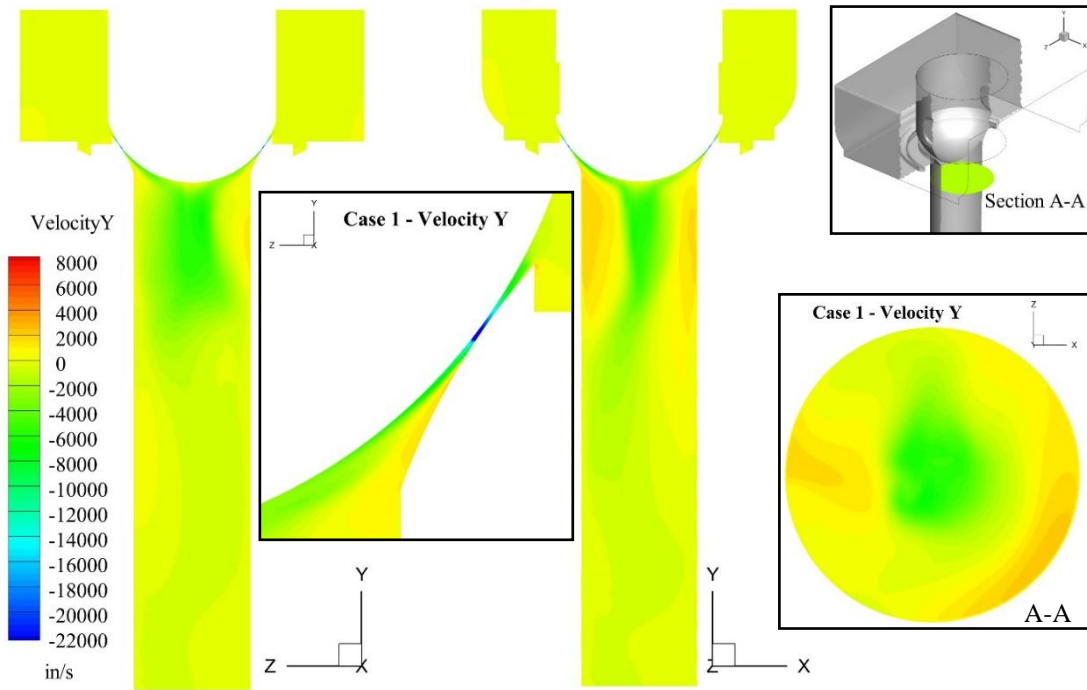 VelocityY
8000
6000
4000
2000
0
-2000
-4000
-6000
-8000
-10000
-12000
-14000
-16000
-18000
-20000
-22000
in/s
Y
Z X
Case 1 - Velocity Y
Y
Z X
Y
Z X
Y
Z X
Section A-A
Case 1 - Velocity Y
Z
Y X
A-A